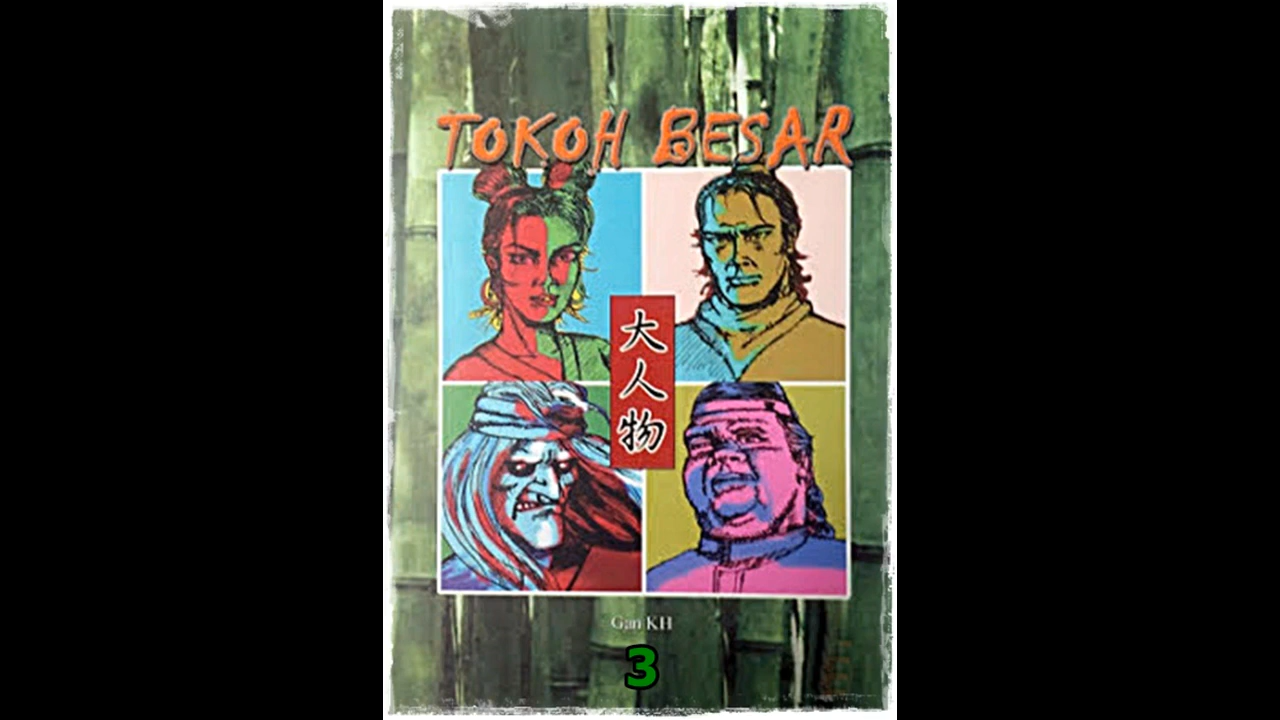 TOKOH BESAR
大
人
物
Gan KH
3